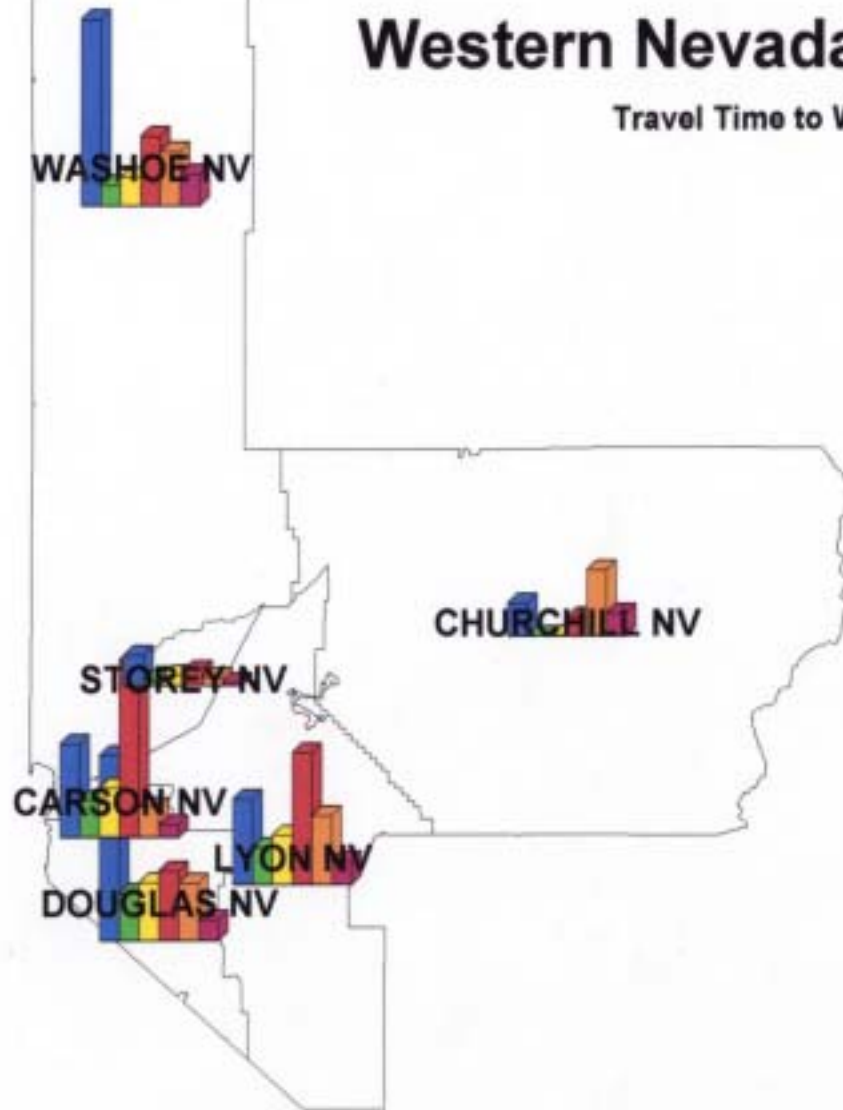 Western Nevada
Travel Time to W
WASHOE NV
CHURCHILL NV
STOREY NV
CARSON NV
LYON NV
DOUGLAS NV